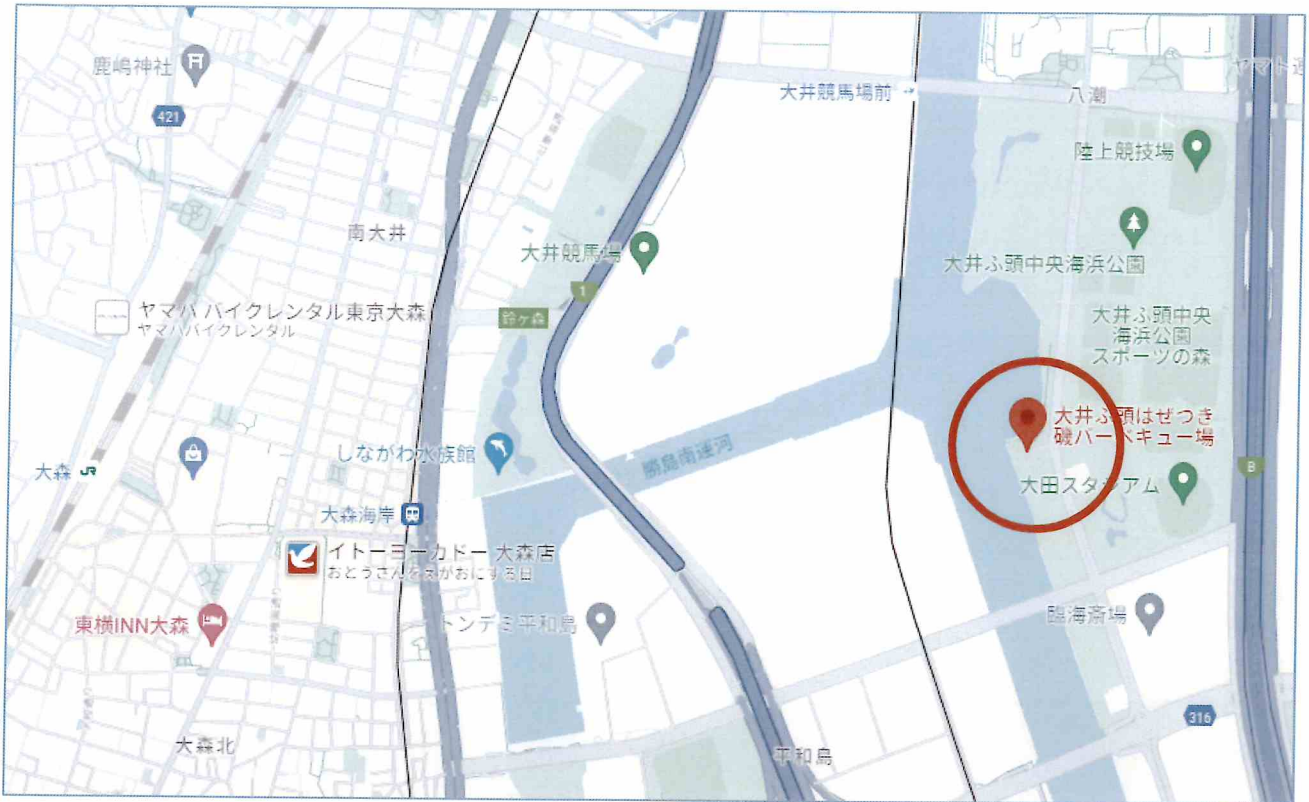 鹿嶋神社
421
大井競馬場前
八潮
ヤマト運
陸上競技場
南大井
大井競馬場
大井ふ頭中央海浜公園
1
鈴ヶ森
ヤマハ バイクレンタル東京大森
ヤマハバイクレンタル
大井ふ頭中央
海浜公園
スポーツの森
大井ふ頭はぜつき
磯バーベキュー場
しながわ水族館
勝島南運河
大森 JR
B
大田スタジアム
大森海岸
イトーヨーカドー 大森店
おとうさんをえがおにする日
東横INN大森
トンデミ平和島
臨海斎場
316
大森北
平和島